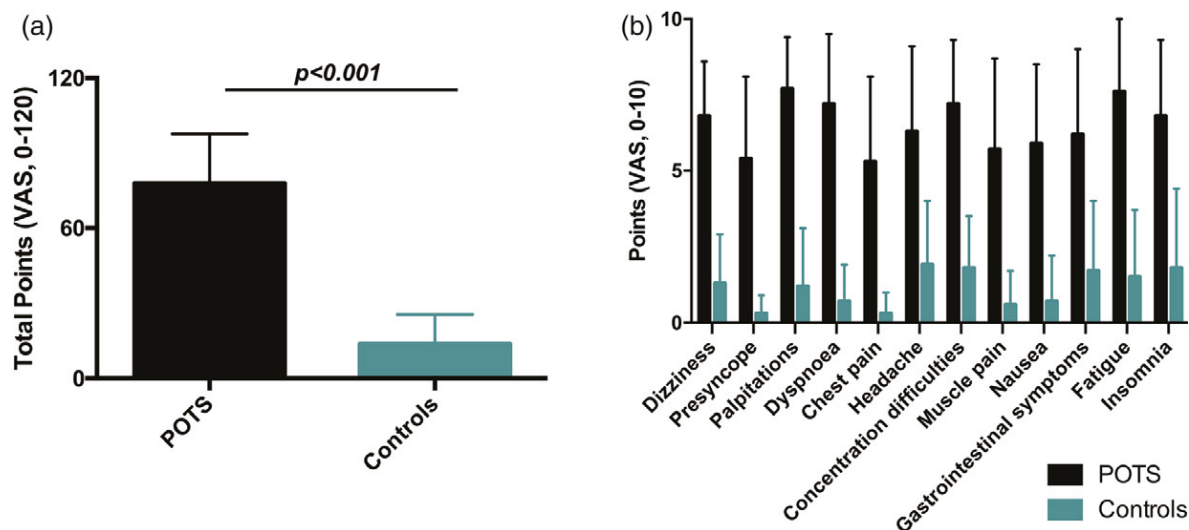 (a)
p<0.001
Total Points (VAS, 0-120)
120
60
0
POTS
Controls
(b)
Points (VAS, 0-10)
10
5
0
Dizziness
Presyncope
Palpitations
Dyspnoea
Chest pain
Headache
Concentration difficulties
Muscle pain
Nausea
Gastrointestinal symptoms
Fatigue
Insomnia
POTS
Controls